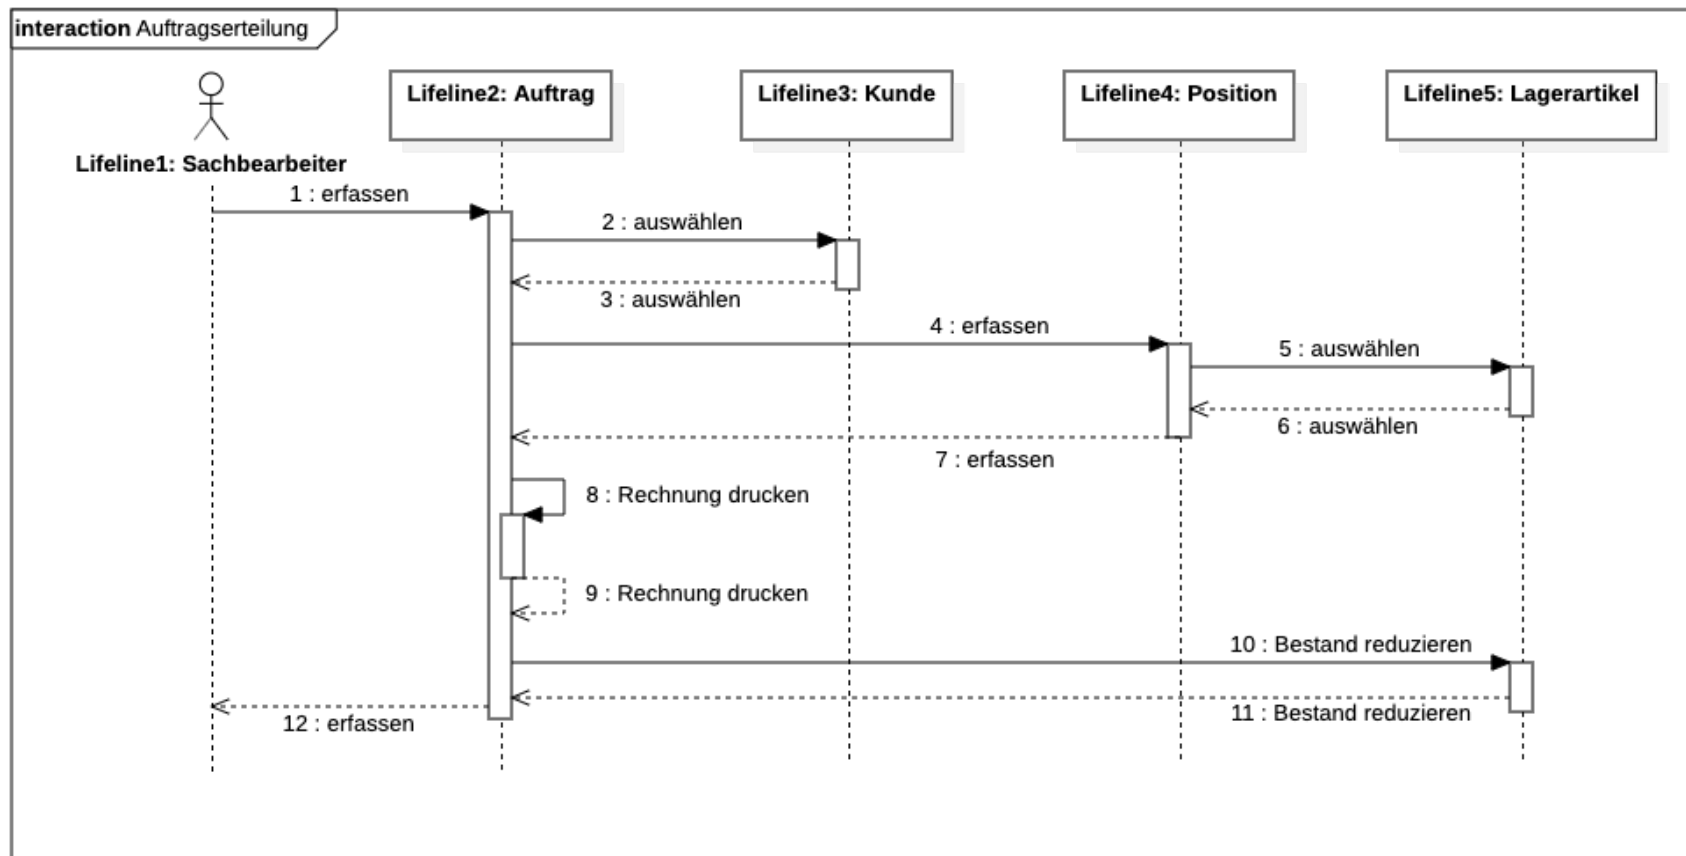 interaction Auftragserteilung
Lifeline2: Auftrag
Lifeline3: Kunde
Lifeline4: Position
Lifeline5: Lagerartikel
Lifeline1: Sachbearbeiter
1 : erfassen
2 : auswählen
3 : auswählen
4 : erfassen
5 : auswählen
6 : auswählen
7 : erfassen
8 : Rechnung drucken
9 : Rechnung drucken
10 : Bestand reduzieren
11 : Bestand reduzieren
12 : erfassen